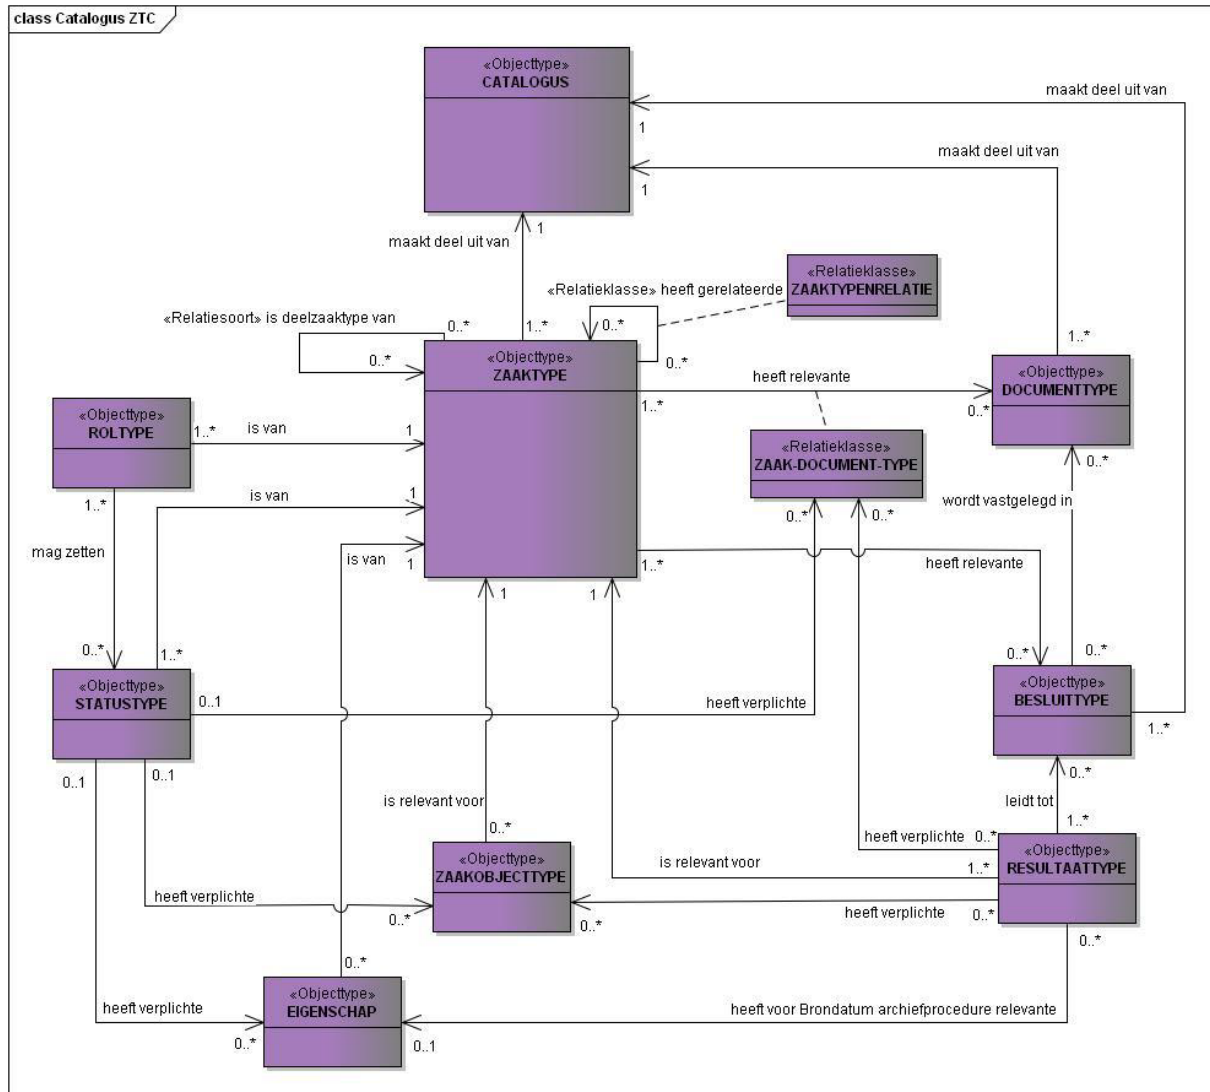 class Catalogus ZTC
«Objecttype»
CATALOGUS
maakt deel uit van
1
maakt deel uit van
1
maakt deel uit van
1
«Relatieklasse»
ZAAKTYPENRELATIE
«Relatieklasse» heeft gerelateerde
«Relatiesoort» is deelzaaktype van
0..*
1..*
0..*
0..*
0..*
«Objecttype»
ZAAKTYPE
1..*
heeft relevante
0..*
1..*
«Objecttype»
DOCUMENTTYPE
«Objecttype»
ROLTYPE
1..*
is van
1
«Relatieklasse»
ZAAK-DOCUMENT-TYPE
0..*
0..*
0..*
wordt vastgelegd in
1..*
is van
1
mag zetten
is van
1
1..*
heeft relevante
1
1
0..*
1..*
0..*
0..*
«Objecttype»
STATUSTYPE
0..1
heeft verplichte
«Objecttype»
BESLUITTYPE
1..*
0..1
0..1
0..*
is relevant voor
leidt tot
0..*
1..*
heeft verplichte
0..*
is relevant voor
1..*
«Objecttype»
ZAAKOBJECTTYPE
«Objecttype»
RESULTAATTYPE
heeft verplichte
0..*
0..*
heeft verplichte
0..*
0..*
0..*
«Objecttype»
EIGENSCHAP
heeft verplichte
0..*
heeft voor Brondatum archiefprocedure relevante
0..1